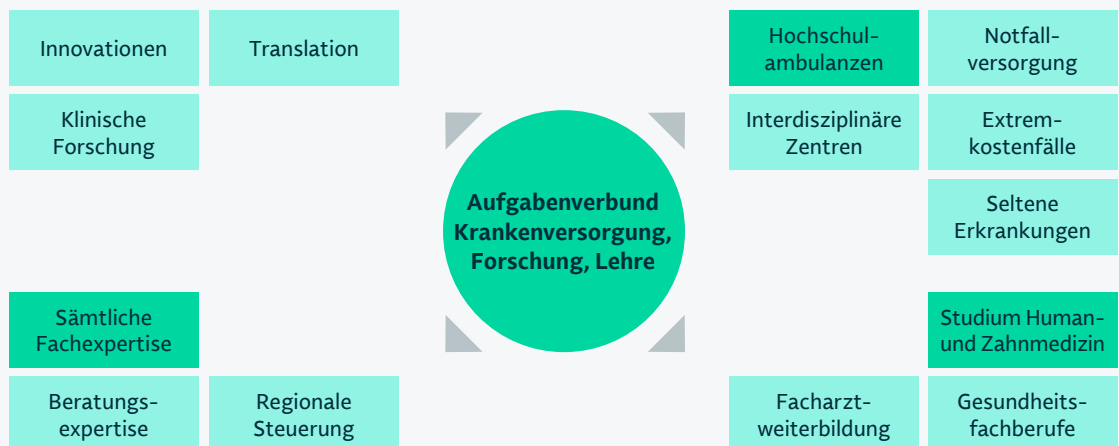 Innovationen
Translation
Klinische
Forschung
Hochschul-
ambulanzen
Notfall-
versorgung
Interdisziplinäre
Zentren
Extrem-
kostenfälle
Seltene
Erkrankungen
Aufgabenverbund
Krankenversorgung,
Forschung, Lehre
Sämtliche
Fachexpertise
Beratungs-
expertise
Regionale
Steuerung
Studium Human-
und Zahnmedizin
Facharzt-
weiterbildung
Gesundheits-
fachberufe